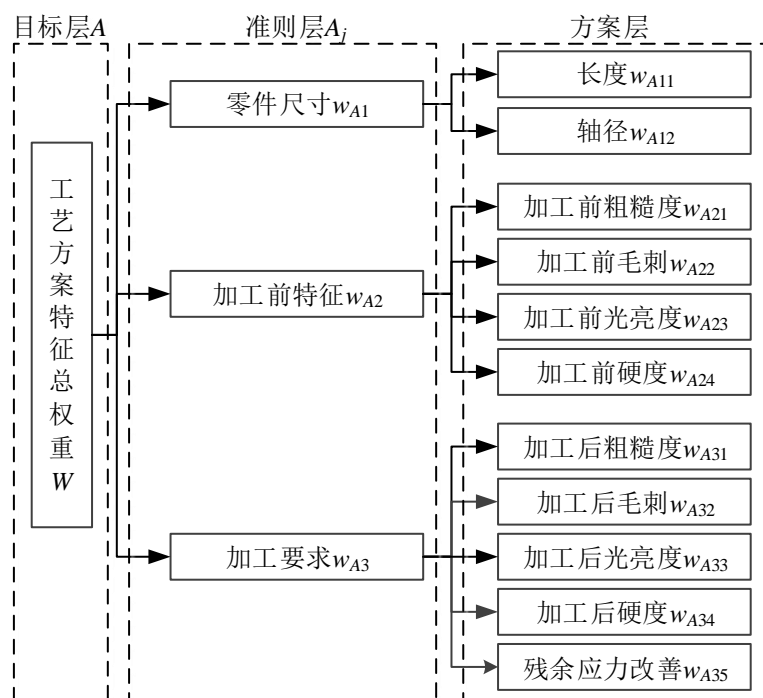 目标层A
准则层Aj
方案层
工艺方案特征总权重W
零件尺寸wA1
加工前特征wA2
加工要求wA3
长度wA11
轴径wA12
加工前粗糙度wA21
加工前毛刺wA22
加工前光亮度wA23
加工前硬度wA24
加工后粗糙度wA31
加工后毛刺wA32
加工后光亮度wA33
加工后硬度wA34
残余应力改善wA35